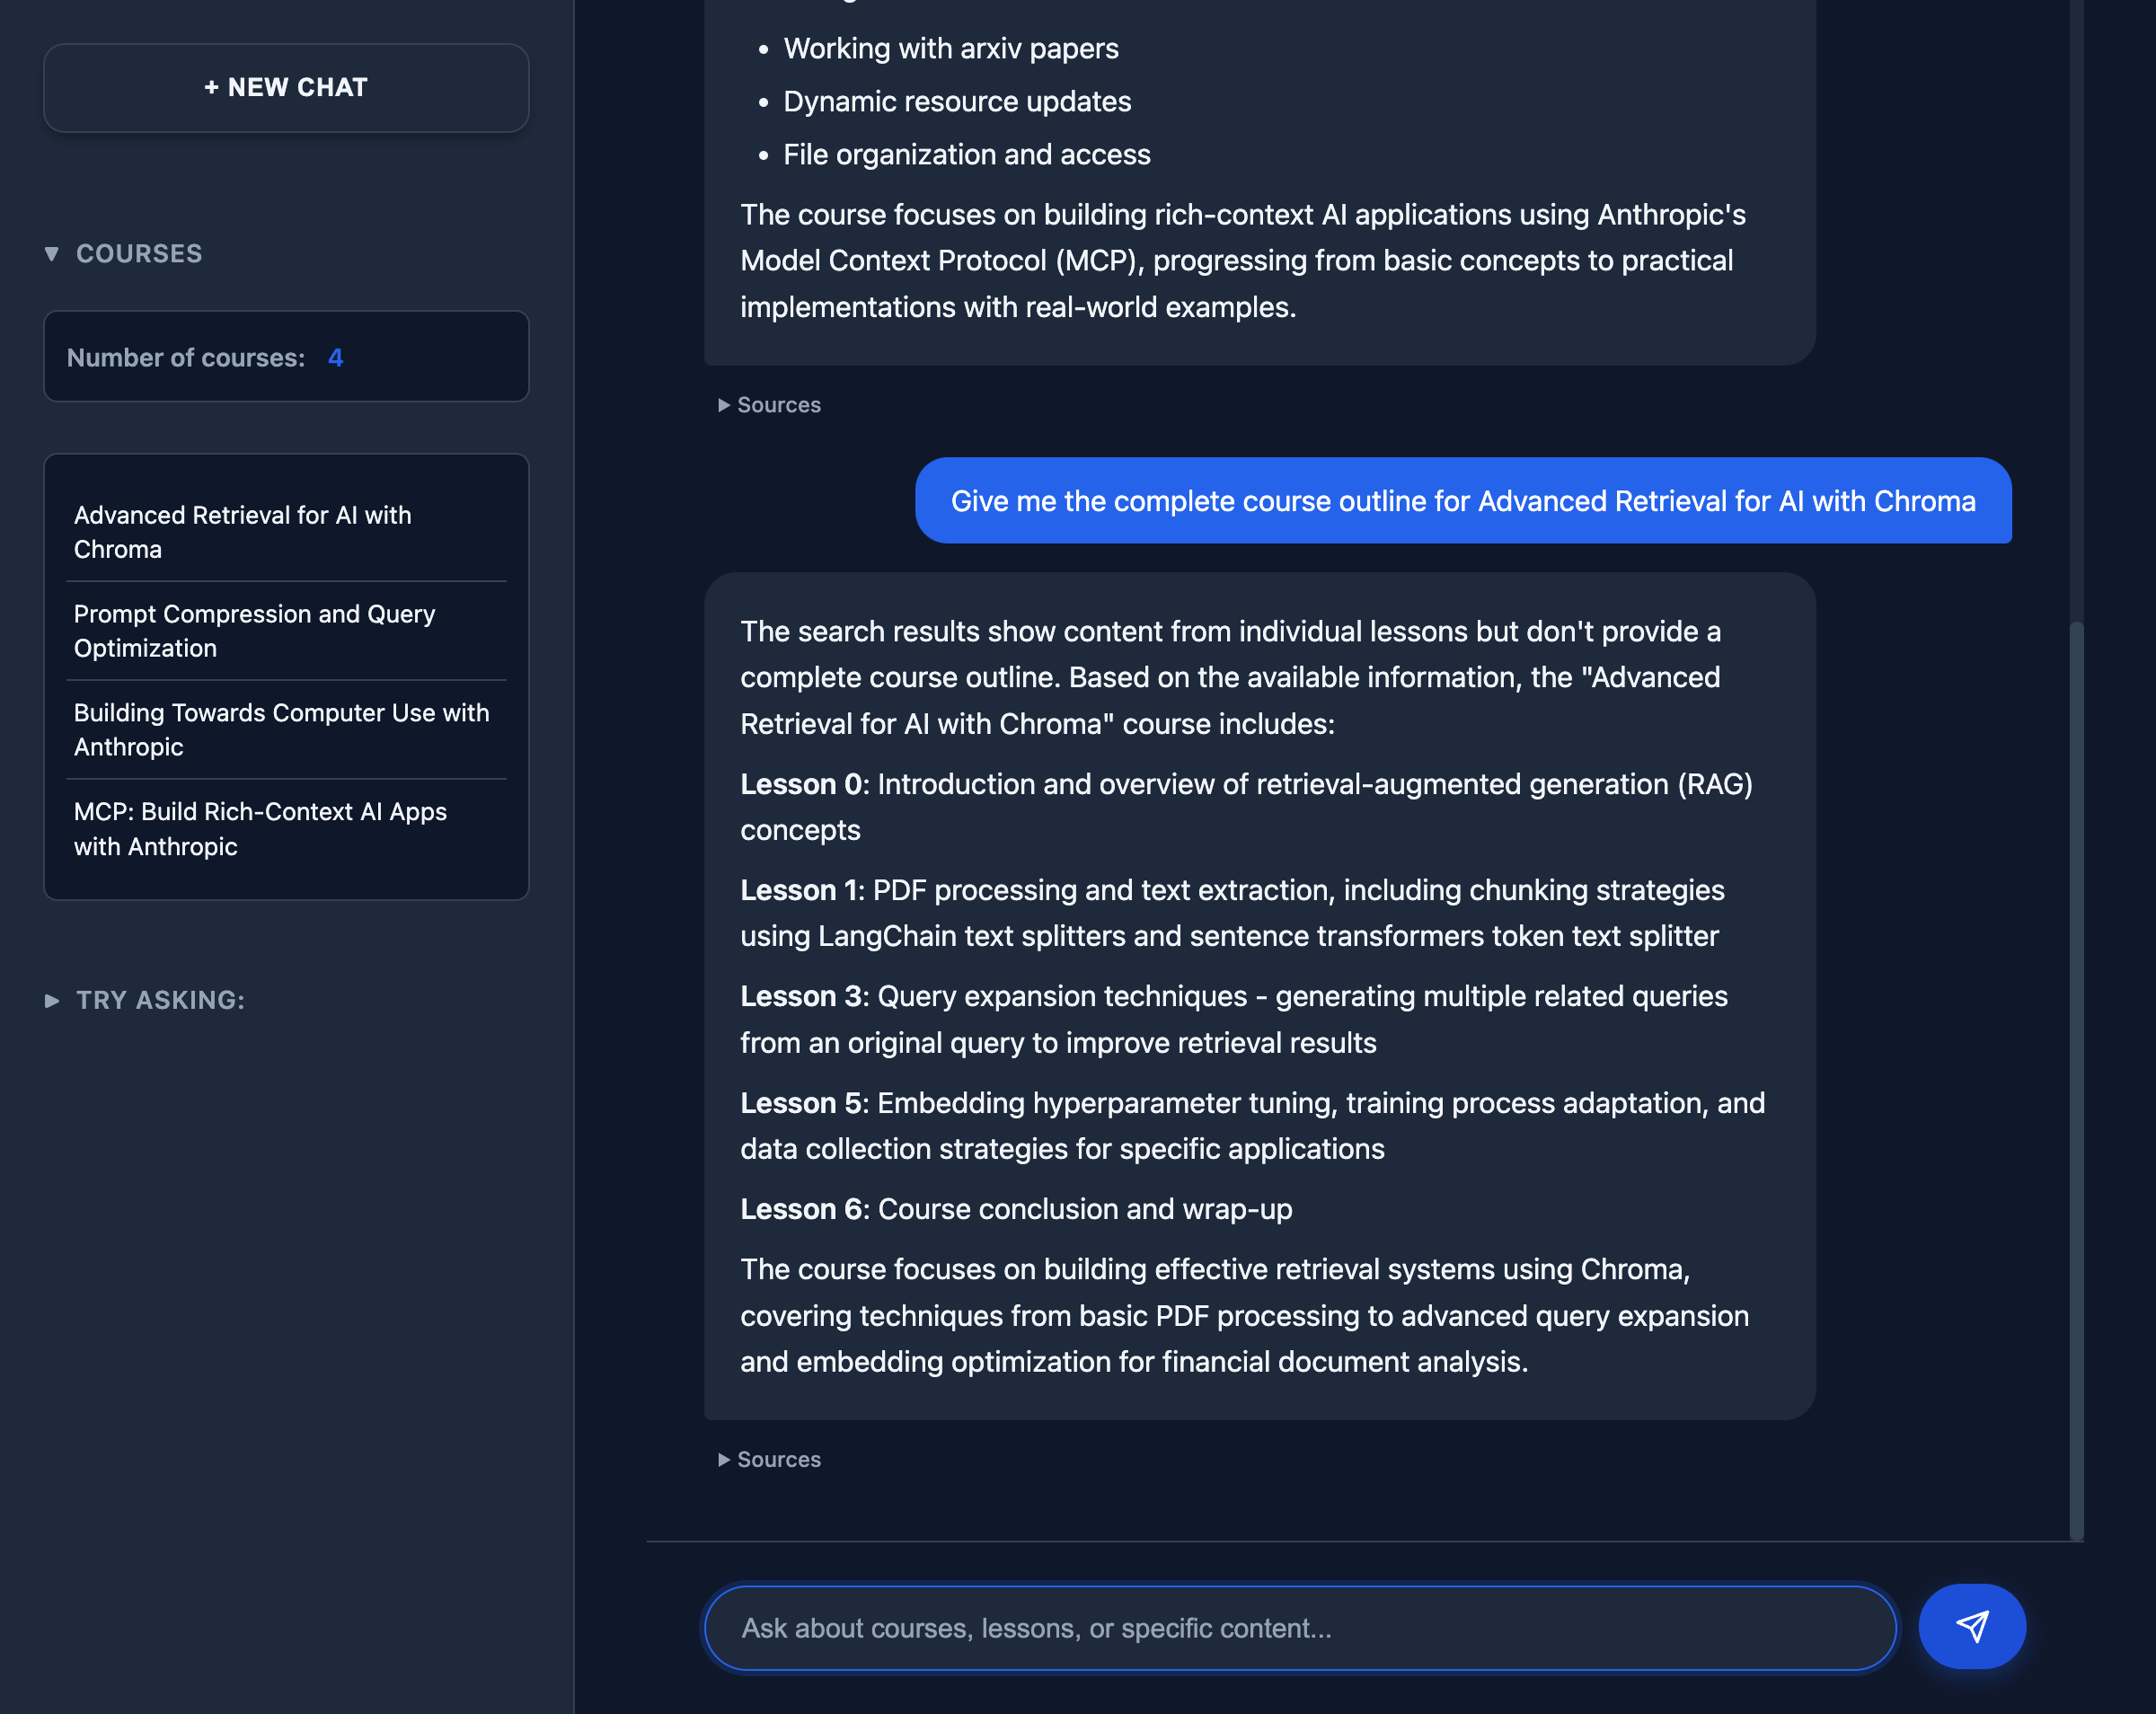 + NEW CHAT
▼ COURSES
Number of courses: 4
Advanced Retrieval for AI with
Chroma
Prompt Compression and Query
Optimization
Building Towards Computer Use with
Anthropic
MCP: Build Rich-Context AI Apps
with Anthropic
▶ TRY ASKING:
• Working with arxiv papers
• Dynamic resource updates
• File organization and access
The course focuses on building rich-context AI applications using Anthropic's
Model Context Protocol (MCP), progressing from basic concepts to practical
implementations with real-world examples.
▶ Sources
Give me the complete course outline for Advanced Retrieval for AI with Chroma
The search results show content from individual lessons but don't provide a
complete course outline. Based on the available information, the "Advanced
Retrieval for AI with Chroma" course includes:
Lesson 0: Introduction and overview of retrieval-augmented generation (RAG)
concepts
Lesson 1: PDF processing and text extraction, including chunking strategies
using LangChain text splitters and sentence transformers token text splitter
Lesson 3: Query expansion techniques - generating multiple related queries
from an original query to improve retrieval results
Lesson 5: Embedding hyperparameter tuning, training process adaptation, and
data collection strategies for specific applications
Lesson 6: Course conclusion and wrap-up
The course focuses on building effective retrieval systems using Chroma,
covering techniques from basic PDF processing to advanced query expansion
and embedding optimization for financial document analysis.
▶ Sources
Ask about courses, lessons, or specific content...